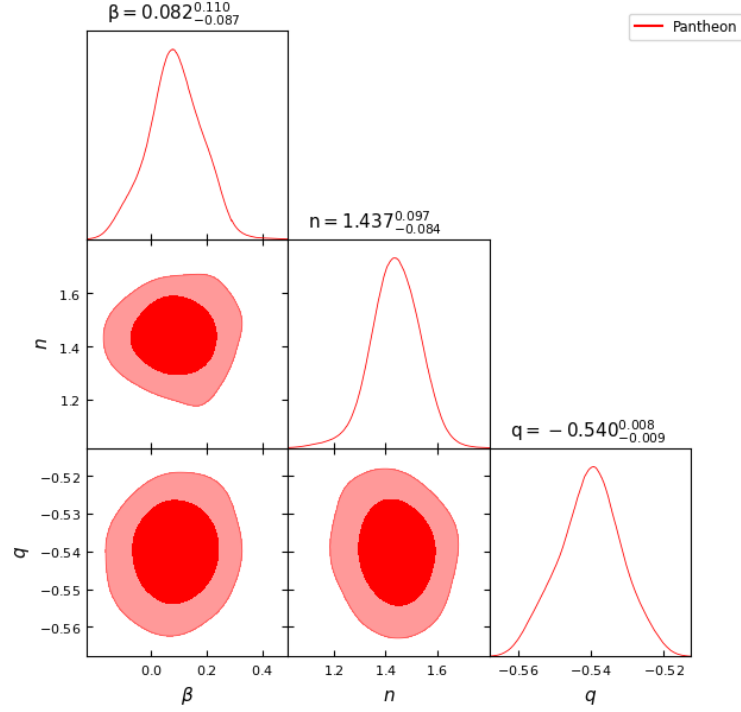 β = 0.082^{0.110}_{-0.087}
Pantheon
n = 1.437^{0.097}_{-0.084}
1.6
1.4
1.2
n
q = −0.540^{0.008}_{-0.009}
−0.52
−0.53
−0.54
−0.55
−0.56
q
0.0 0.2 0.4
1.2 1.4 1.6
−0.56 −0.54 −0.52
β
n
q